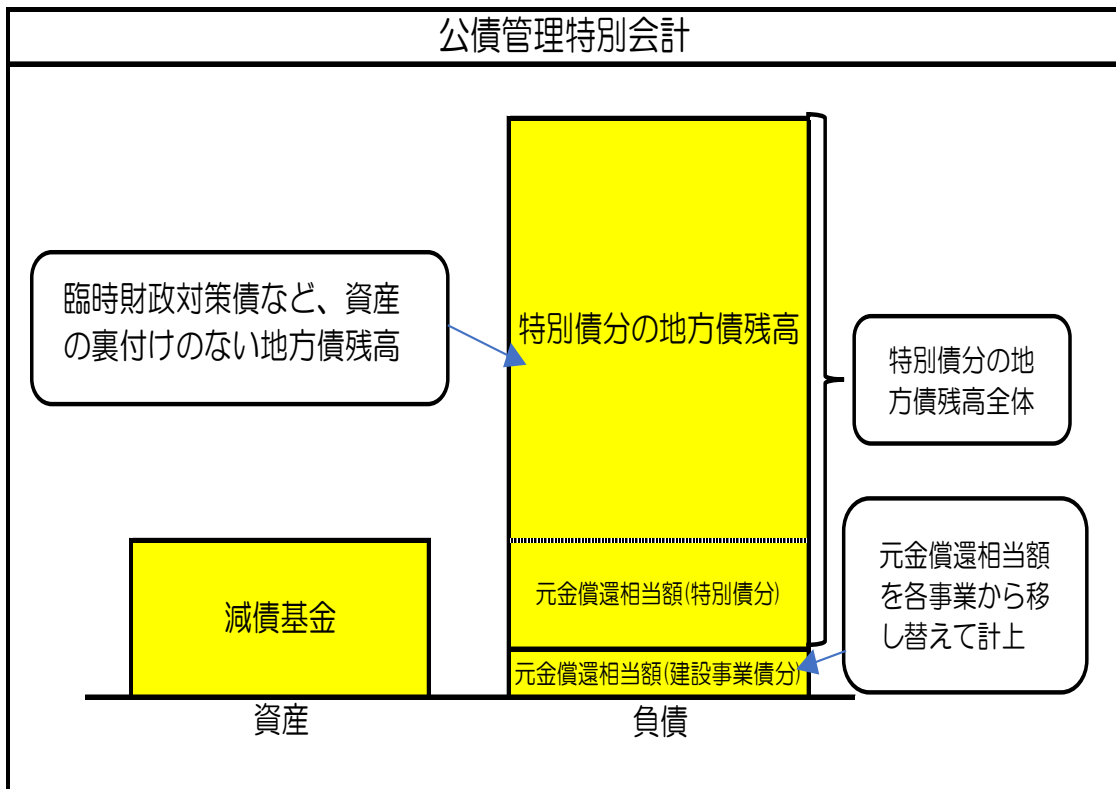 公債管理特別会計
臨時財政対策債など、資産
の裏付けのない地方債残高
特別債分の地方債残高
特別債分の地
方債残高全体
元金償還相当額(特別債分)
減債基金
元金償還相当額
を各事業から移
し替えて計上
元金償還相当額(建設事業債分)
資産
負債